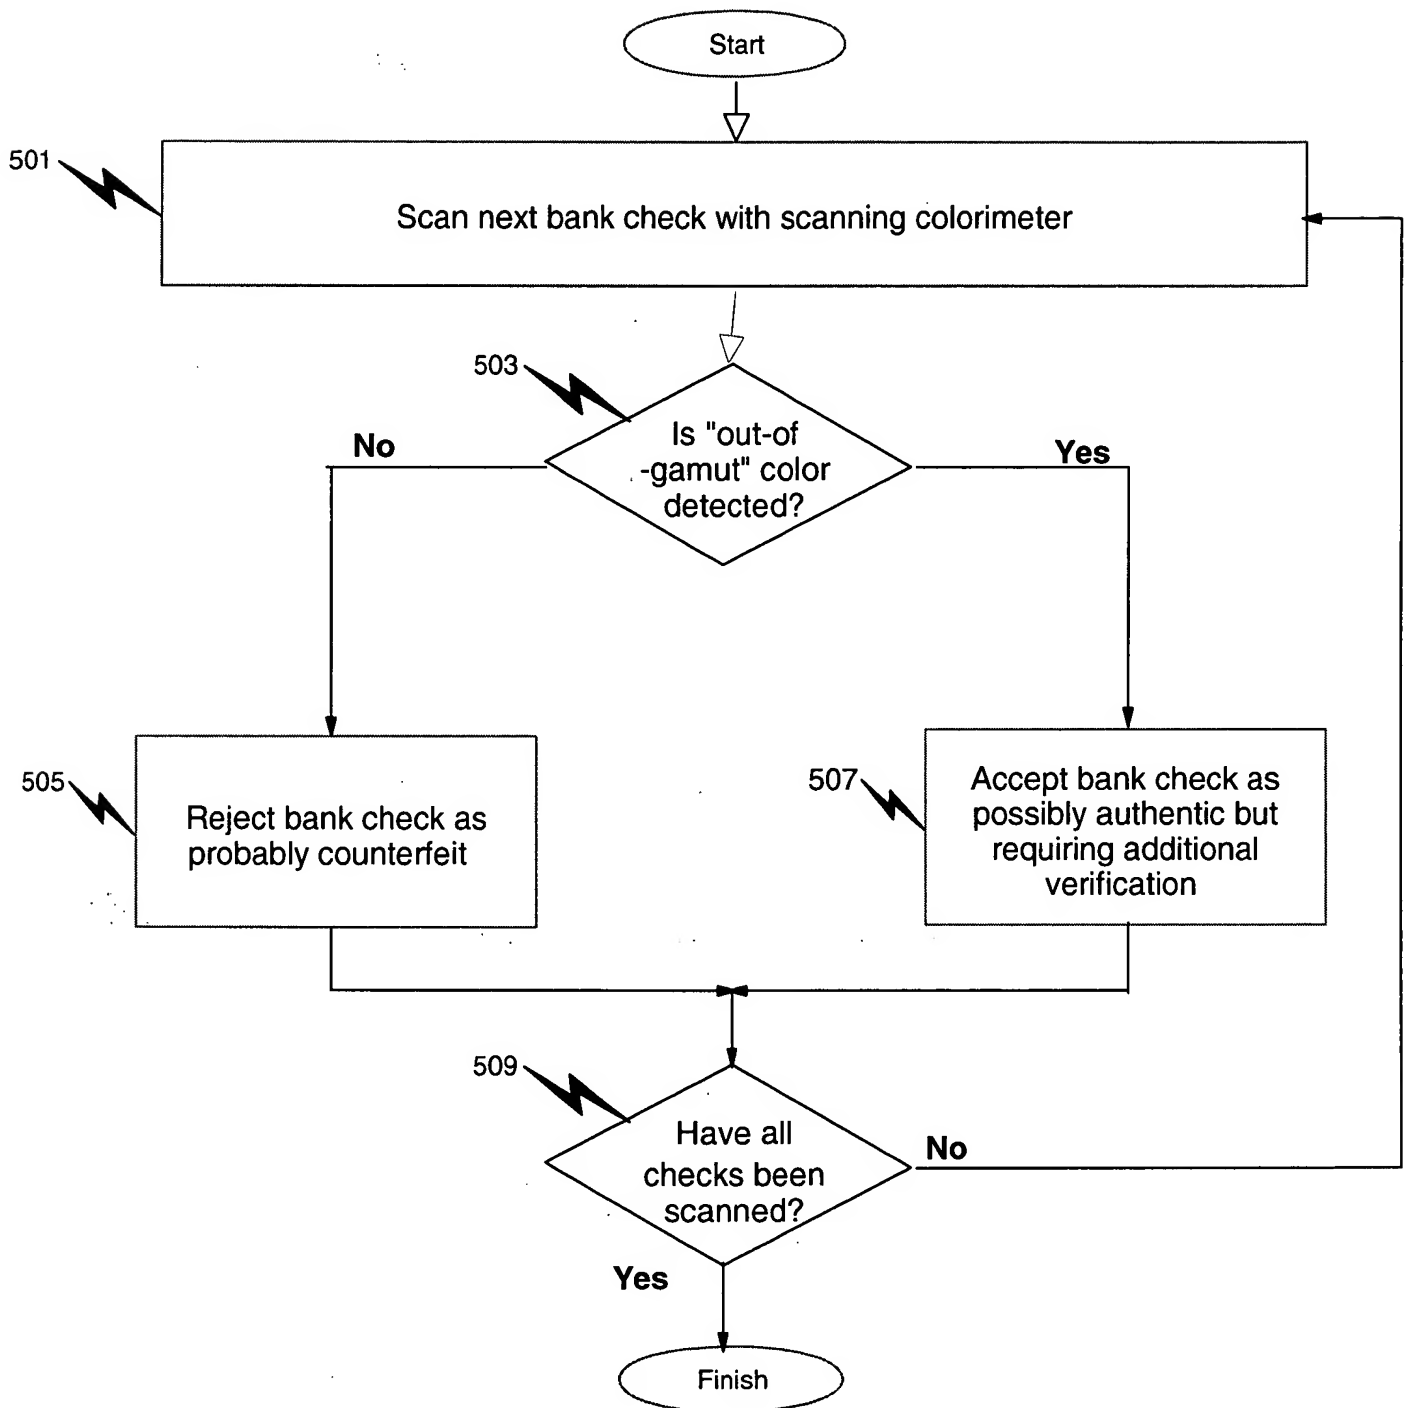 Start
501
Scan next bank check with scanning colorimeter
503
No
Is "out-of
-gamut" color
detected?
Yes
505
Reject bank check as
probably counterfeit
507
Accept bank check as
possibly authentic but
requiring additional
verification
509
Have all
checks been
scanned?
No
Yes
Finish